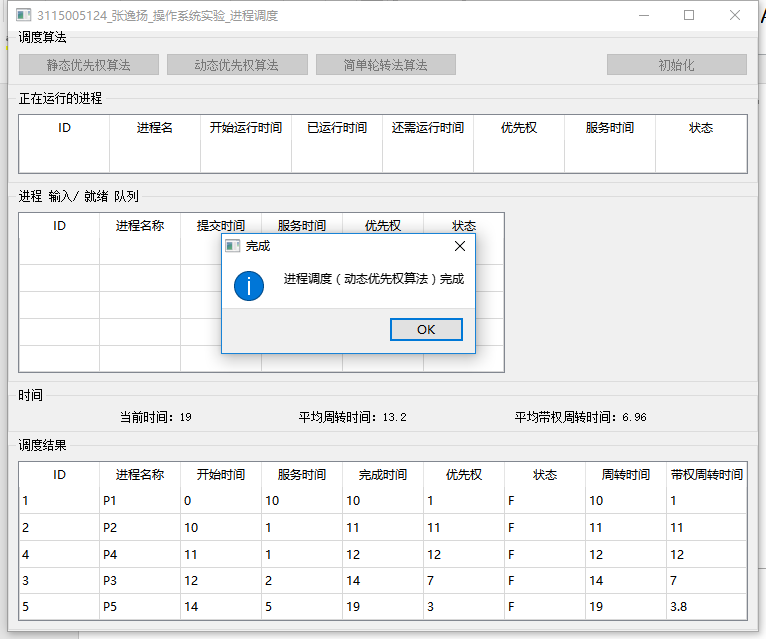 3115005124_张逸扬_操作系统实验_进程调度
调度算法
静态优先权算法 动态优先权算法 简单轮转法算法 初始化
正在运行的进程
ID 进程名 开始运行时间 已运行时间 还需运行时间 优先权 服务时间 状态
进程 输入/ 就绪 队列
ID 进程名称 提交时间 服务时间 优先权 状态
完成
进程调度（动态优先权算法）完成
OK
时间
当前时间：19 平均周转时间：13.2 平均带权周转时间：6.96
调度结果
ID 进程名称 开始时间 服务时间 完成时间 优先权 状态 周转时间 带权周转时间
1 P1 0 10 10 1 F 10 1
2 P2 10 1 11 11 F 11 11
4 P4 11 1 12 12 F 12 12
3 P3 12 2 14 7 F 14 7
5 P5 14 5 19 3 F 19 3.8